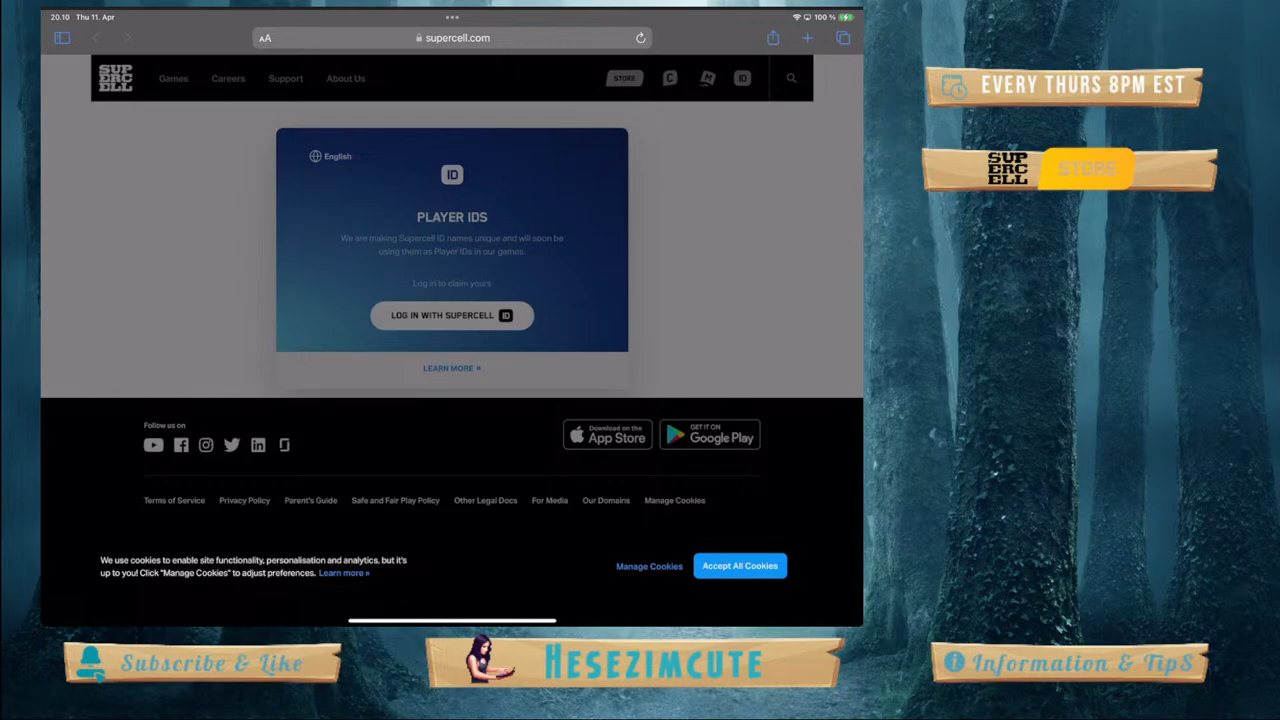 20.10 Thu 11. Apr
100 %
AA
supercell.com
SUPERCELL
Games
Careers
Support
About Us
STORE
C
ID
English
ID
PLAYER IDS
We are making Supercell ID names unique and will soon be
using them as Player IDs in our games.
Log in to claim yours
LOG IN WITH SUPERCELL ID
LEARN MORE »
Follow us on
Download on the
App Store
GET IT ON
Google Play
Terms of Service
Privacy Policy
Parent's Guide
Safe and Fair Play Policy
Other Legal Docs
For Media
Our Domains
Manage Cookies
We use cookies to enable site functionality, personalisation and analytics, but it's
up to you! Click "Manage Cookies" to adjust preferences. Learn more »
Manage Cookies
Accept All Cookies
EVERY THURS 8PM EST
SUPERCELL STORE
Subscribe & Like
HESEZIMCUTE
Information & TipS